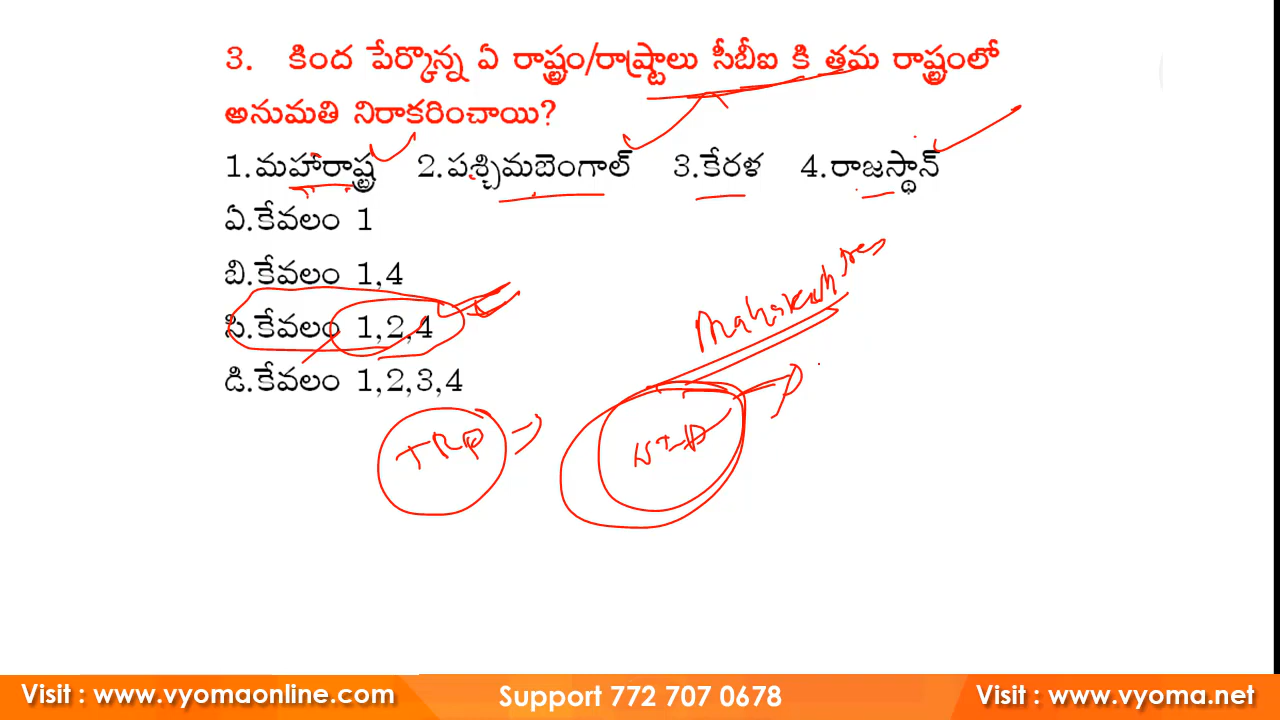 3. కింద పేర్కొన్న ఏ రాష్ట్రం/రాష్ట్రాలు సీబీఐ కి తమ రాష్ట్రంలో
అనుమతి నిరాకరించాయి?
1.మహారాష్ట్ర 2.పశ్చిమబెంగాల్ 3.కేరళ 4.రాజస్థాన్
ఏ.కేవలం 1
బి.కేవలం 1,4
సి.కేవలం 1,2,4
డి.కేవలం 1,2,3,4
TRP
Visit : www.vyomaonline.com Support 772 707 0678 Visit : www.vyoma.net